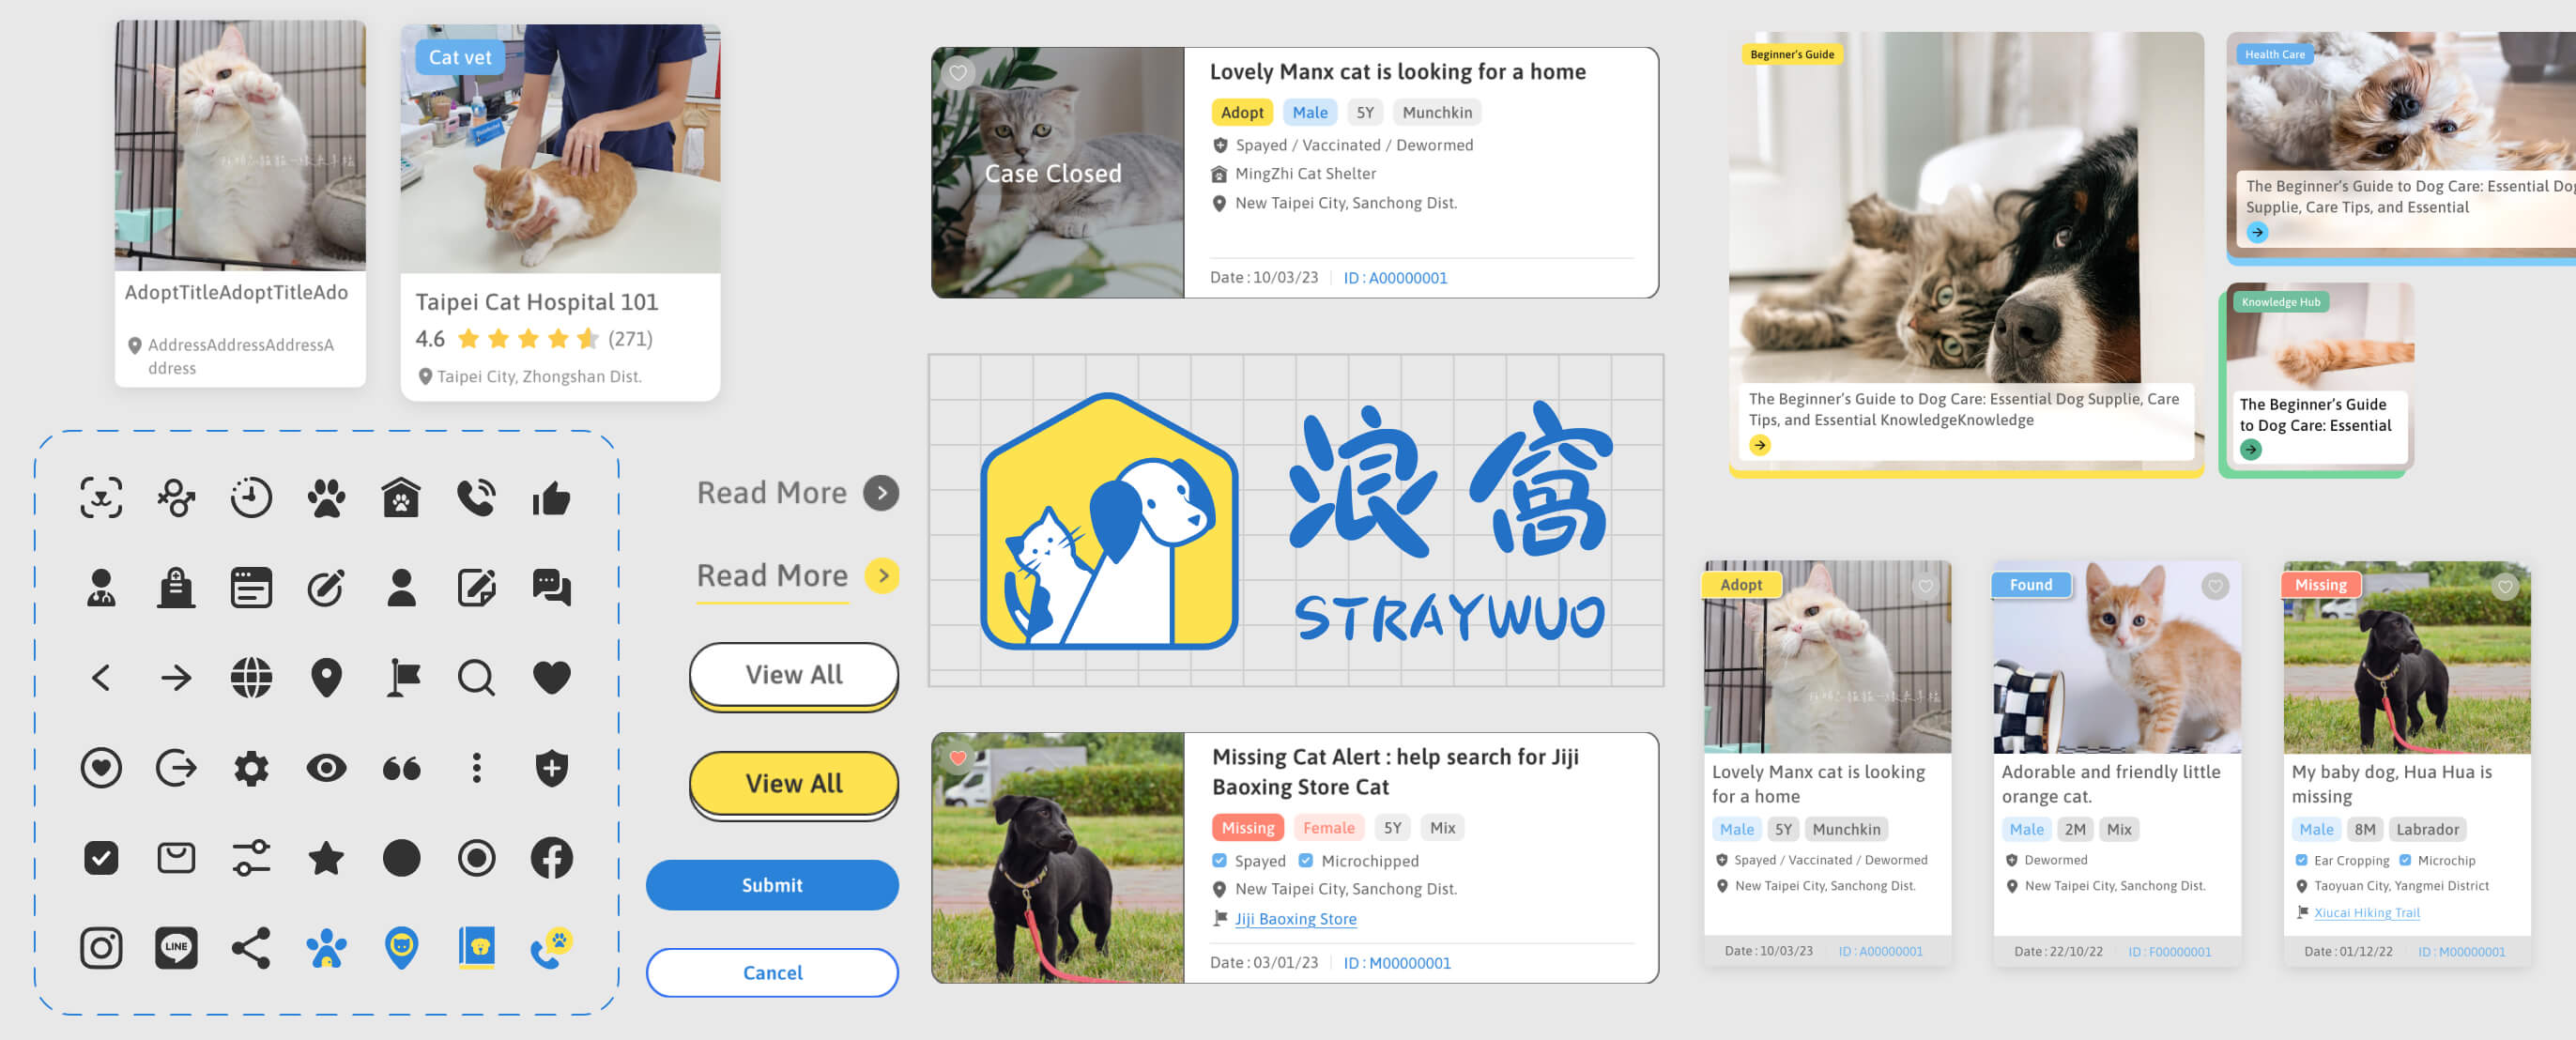 AdoptTitleAdoptTitleAdo
AddressAddressAddressA
ddress
Cat vet
Taipei Cat Hospital 101
4.6
(271)
Taipei City, Zhongshan Dist.
LINE
Read More
Read More
View All
View All
Submit
Cancel
Case Closed
Lovely Manx cat is looking for a home
Adopt Male 5Y Munchkin
Spayed / Vaccinated / Dewormed
MingZhi Cat Shelter
New Taipei City, Sanchong Dist.
Date : 10/03/23 ID : A00000001
浪窩
STRAYWUO
Missing Cat Alert : help search for Jiji
Baoxing Store Cat
Missing Female 5Y Mix
Spayed Microchipped
New Taipei City, Sanchong Dist.
Jiji Baoxing Store
Date : 03/01/23 ID : M00000001
Beginner's Guide
The Beginner's Guide to Dog Care: Essential Dog Supplie, Care
Tips, and Essential KnowledgeKnowledge
Health Care
The Beginner's Guide to Dog Care: Essential Dog
Supplie, Care Tips, and Essential
Knowledge Hub
The Beginner's Guide
to Dog Care: Essential
Adopt
Lovely Manx cat is looking
for a home
Male 5Y Munchkin
Spayed / Vaccinated / Dewormed
New Taipei City, Sanchong Dist.
Date : 10/03/23 ID : A00000001
Found
Adorable and friendly little
orange cat.
Male 2M Mix
Dewormed
New Taipei City, Sanchong Dist.
Date : 22/10/22 ID : F00000001
Missing
My baby dog, Hua Hua is
missing
Male 8M Labrador
Ear Cropping Microchip
Taoyuan City, Yangmei District
Xiucai Hiking Trail
Date : 01/12/22 ID : M00000001